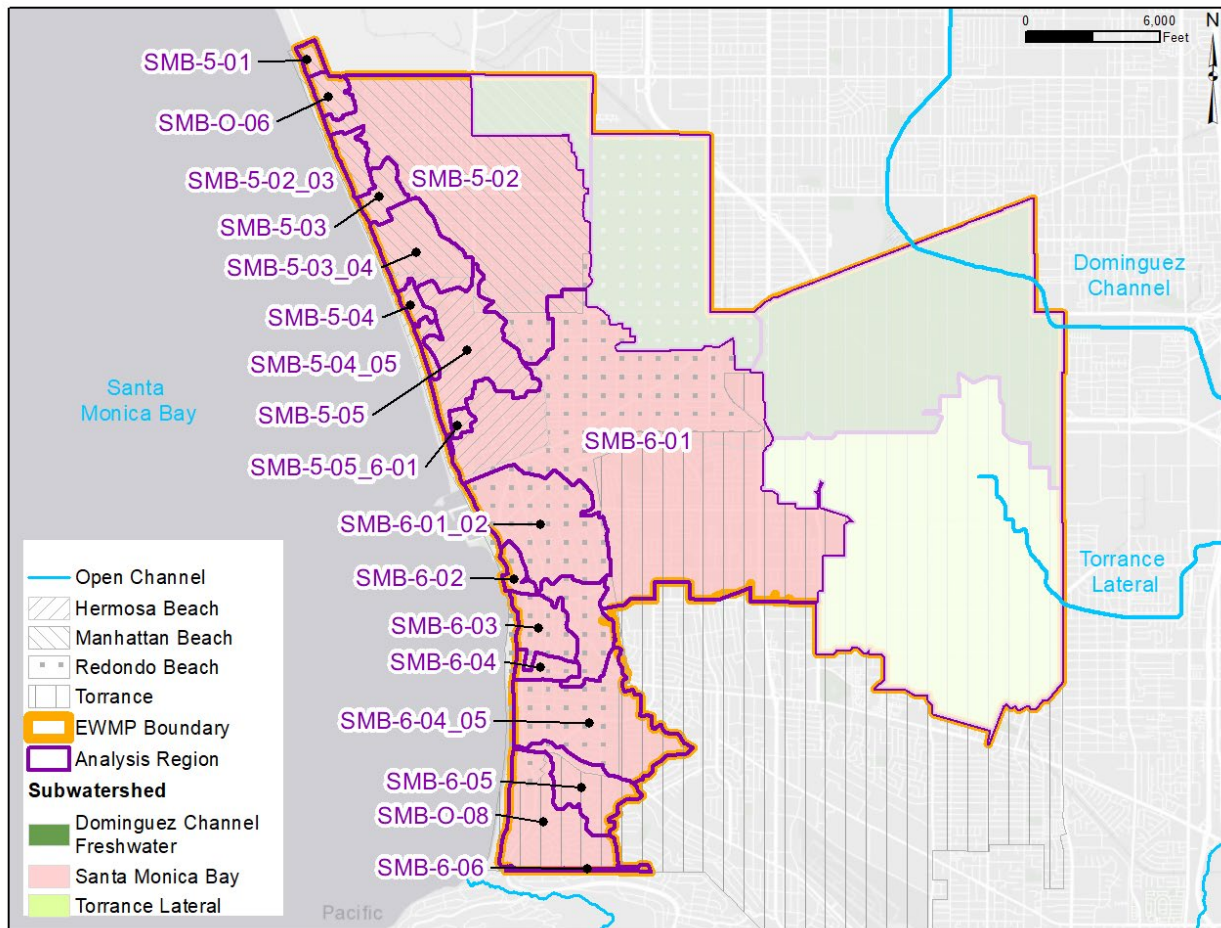 0 6,000
Feet
N
SMB-5-01
SMB-O-06
SMB-5-02_03
SMB-5-02
SMB-5-03
SMB-5-03_04
SMB-5-04
SMB-5-04_05
SMB-5-05
SMB-5-05_6-01
SMB-6-01
SMB-6-01_02
SMB-6-02
SMB-6-03
SMB-6-04
SMB-6-04_05
SMB-6-05
SMB-O-08
SMB-6-06
Dominguez
Channel
Santa
Monica Bay
Torrance
Lateral
Open Channel
Hermosa Beach
Manhattan Beach
Redondo Beach
Torrance
EWMP Boundary
Analysis Region
Subwatershed
Dominguez Channel
Freshwater
Santa Monica Bay
Torrance Lateral
Pacific